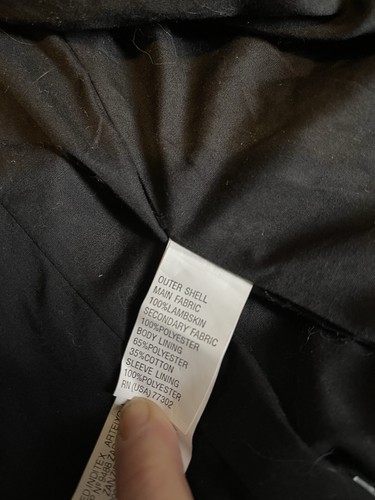 OUTER SHELL
MAIN FABRIC
100%LAMBSKIN
SECONDARY FABRIC
100%POLYESTER
BODY LINING
65%POLYESTER
35%COTTON
SLEEVE LINING
100%POLYESTER
RN(USA)77302
INDITEX